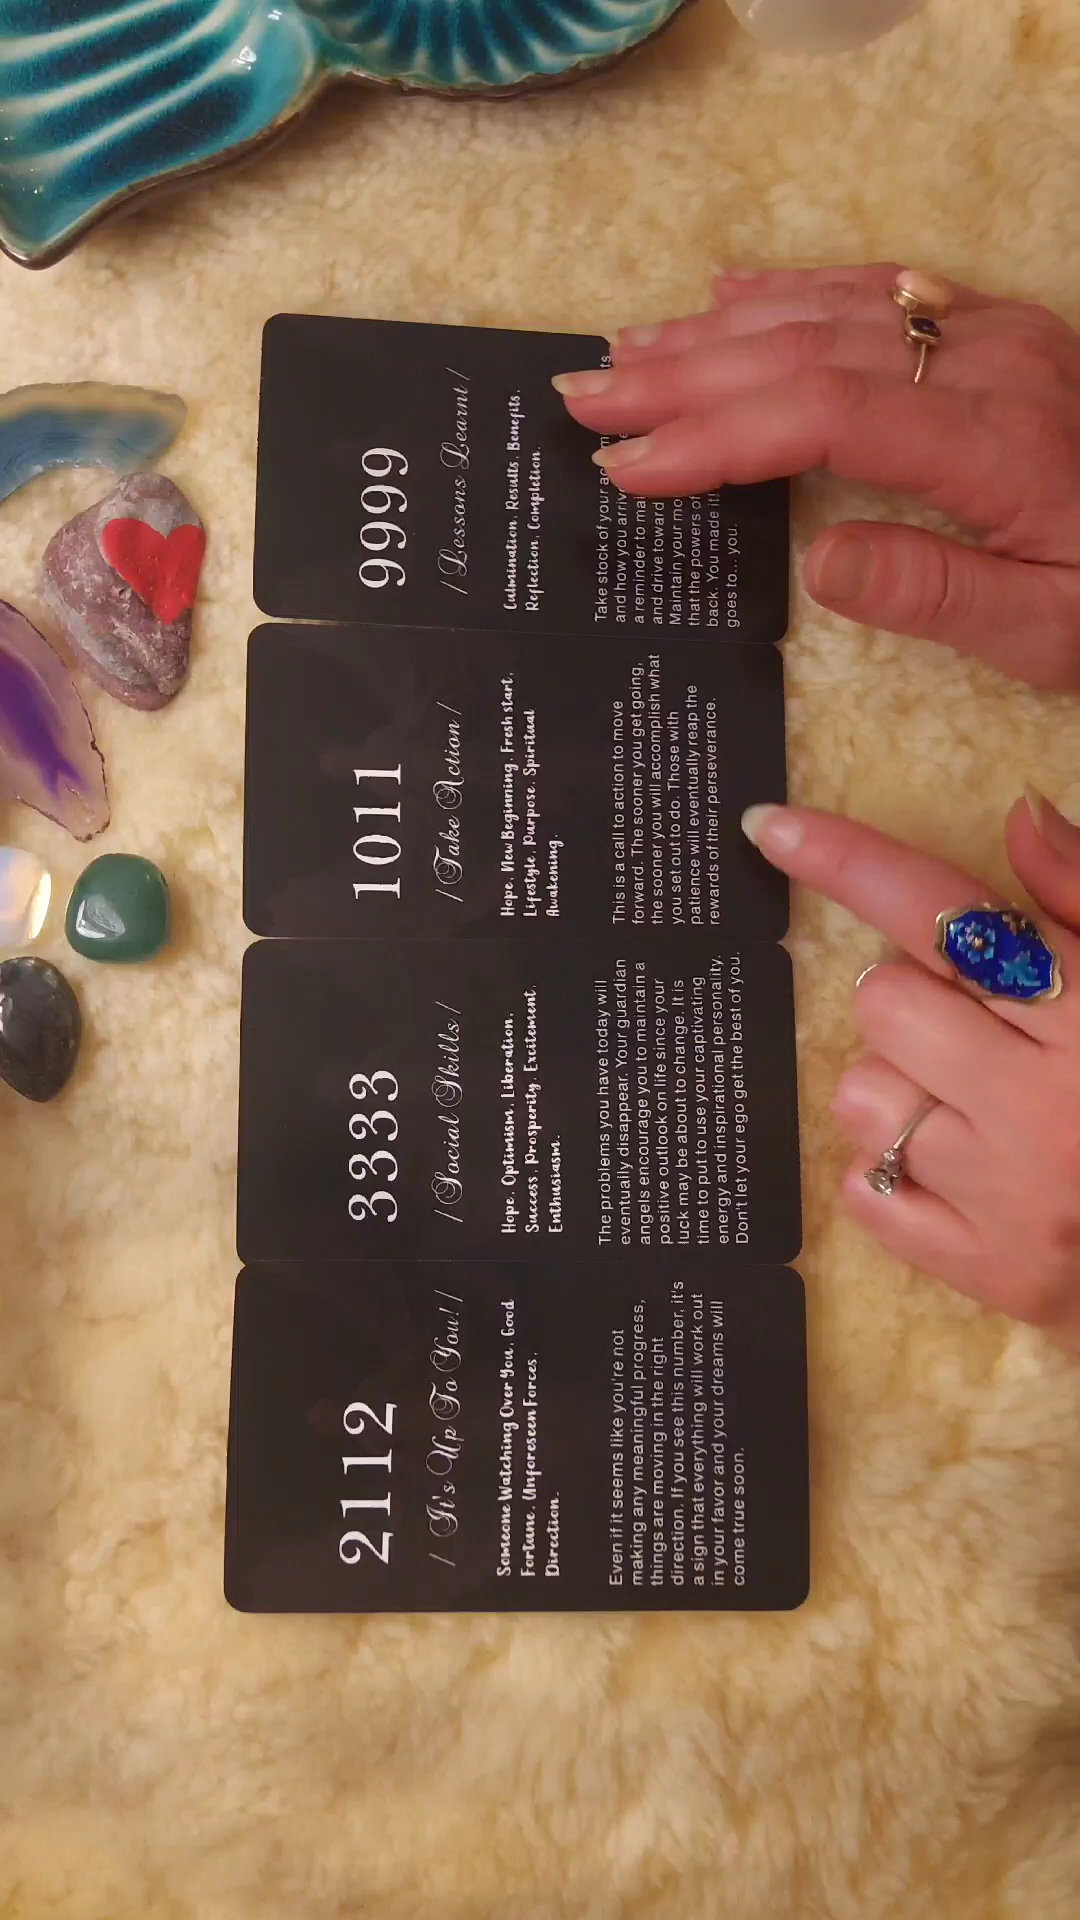 2112
/ It's Up To You! /
Someone Watching Over You. Good
Fortune. Unforeseen Forces.
Direction.
Even if it seems like you're not
making any meaningful progress,
things are moving in the right
direction. If you see this number, it's
a sign that everything will work out
in your favor and your dreams will
come true soon.
3333
/ Social Skills /
Hope. Optimism. Liberation.
Success. Prosperity. Excitement.
Enthusiasm.
The problems you have today will
eventually disappear. Your guardian
angels encourage you to maintain a
positive outlook on life since your
luck may be about to change. It is
time to put to use your captivating
energy and inspirational personality.
Don't let your ego get the best of you.
1011
/ Take Action /
Hope. New Beginning. Fresh start.
Lifestyle. Purpose. Spiritual
Awakening.
This is a call to action to move
forward. The sooner you get going,
the sooner you will accomplish what
you set out to do. Those with
patience will eventually reap the
rewards of their perseverance.
9999
/ Lessons Learnt /
Culmination. Results. Benefits.
Reflection. Completion.
Take stock of your
and how you
a reminder to
and drive toward
Maintain your
that the powers of
back. You made it!
goes to... you.